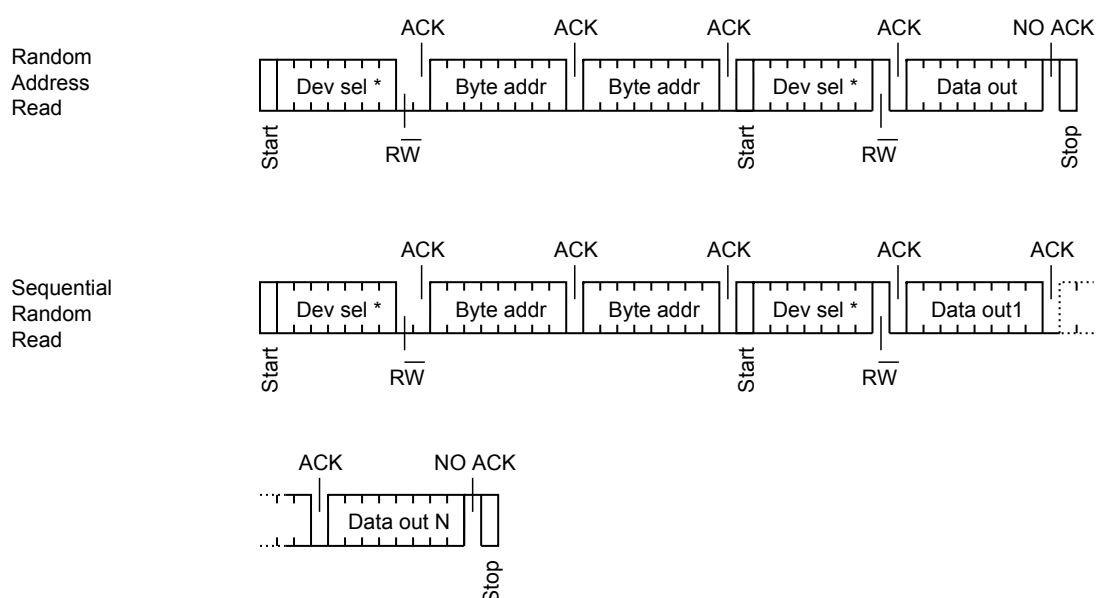 ACK ACK ACK ACK NO ACK
Random
Address
Read
Dev sel * Byte addr Byte addr Dev sel * Data out
Start RW Start RW Stop
ACK ACK ACK ACK ACK
Sequential
Random
Read
Dev sel * Byte addr Byte addr Dev sel * Data out1
Start RW Start RW
ACK NO ACK
Data out N
Stop